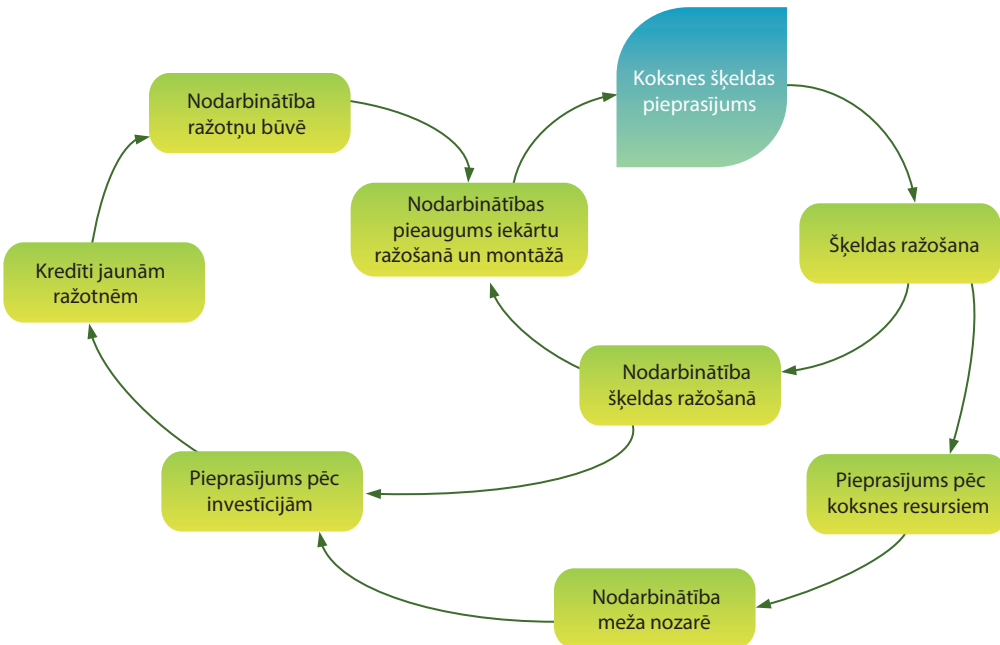 Koksnes šķeldas
pieprasījums
Nodarbinātība
ražotņu būvē
Nodarbinātības
pieaugums iekārtu
ražošanā un montāžā
Šķeldas ražošana
Kredīti jaunām
ražotnēm
Nodarbinātība
šķeldas ražošanā
Pieprasījums pēc
investīcijām
Pieprasījums pēc
koksnes resursiem
Nodarbinātība
meža nozarē